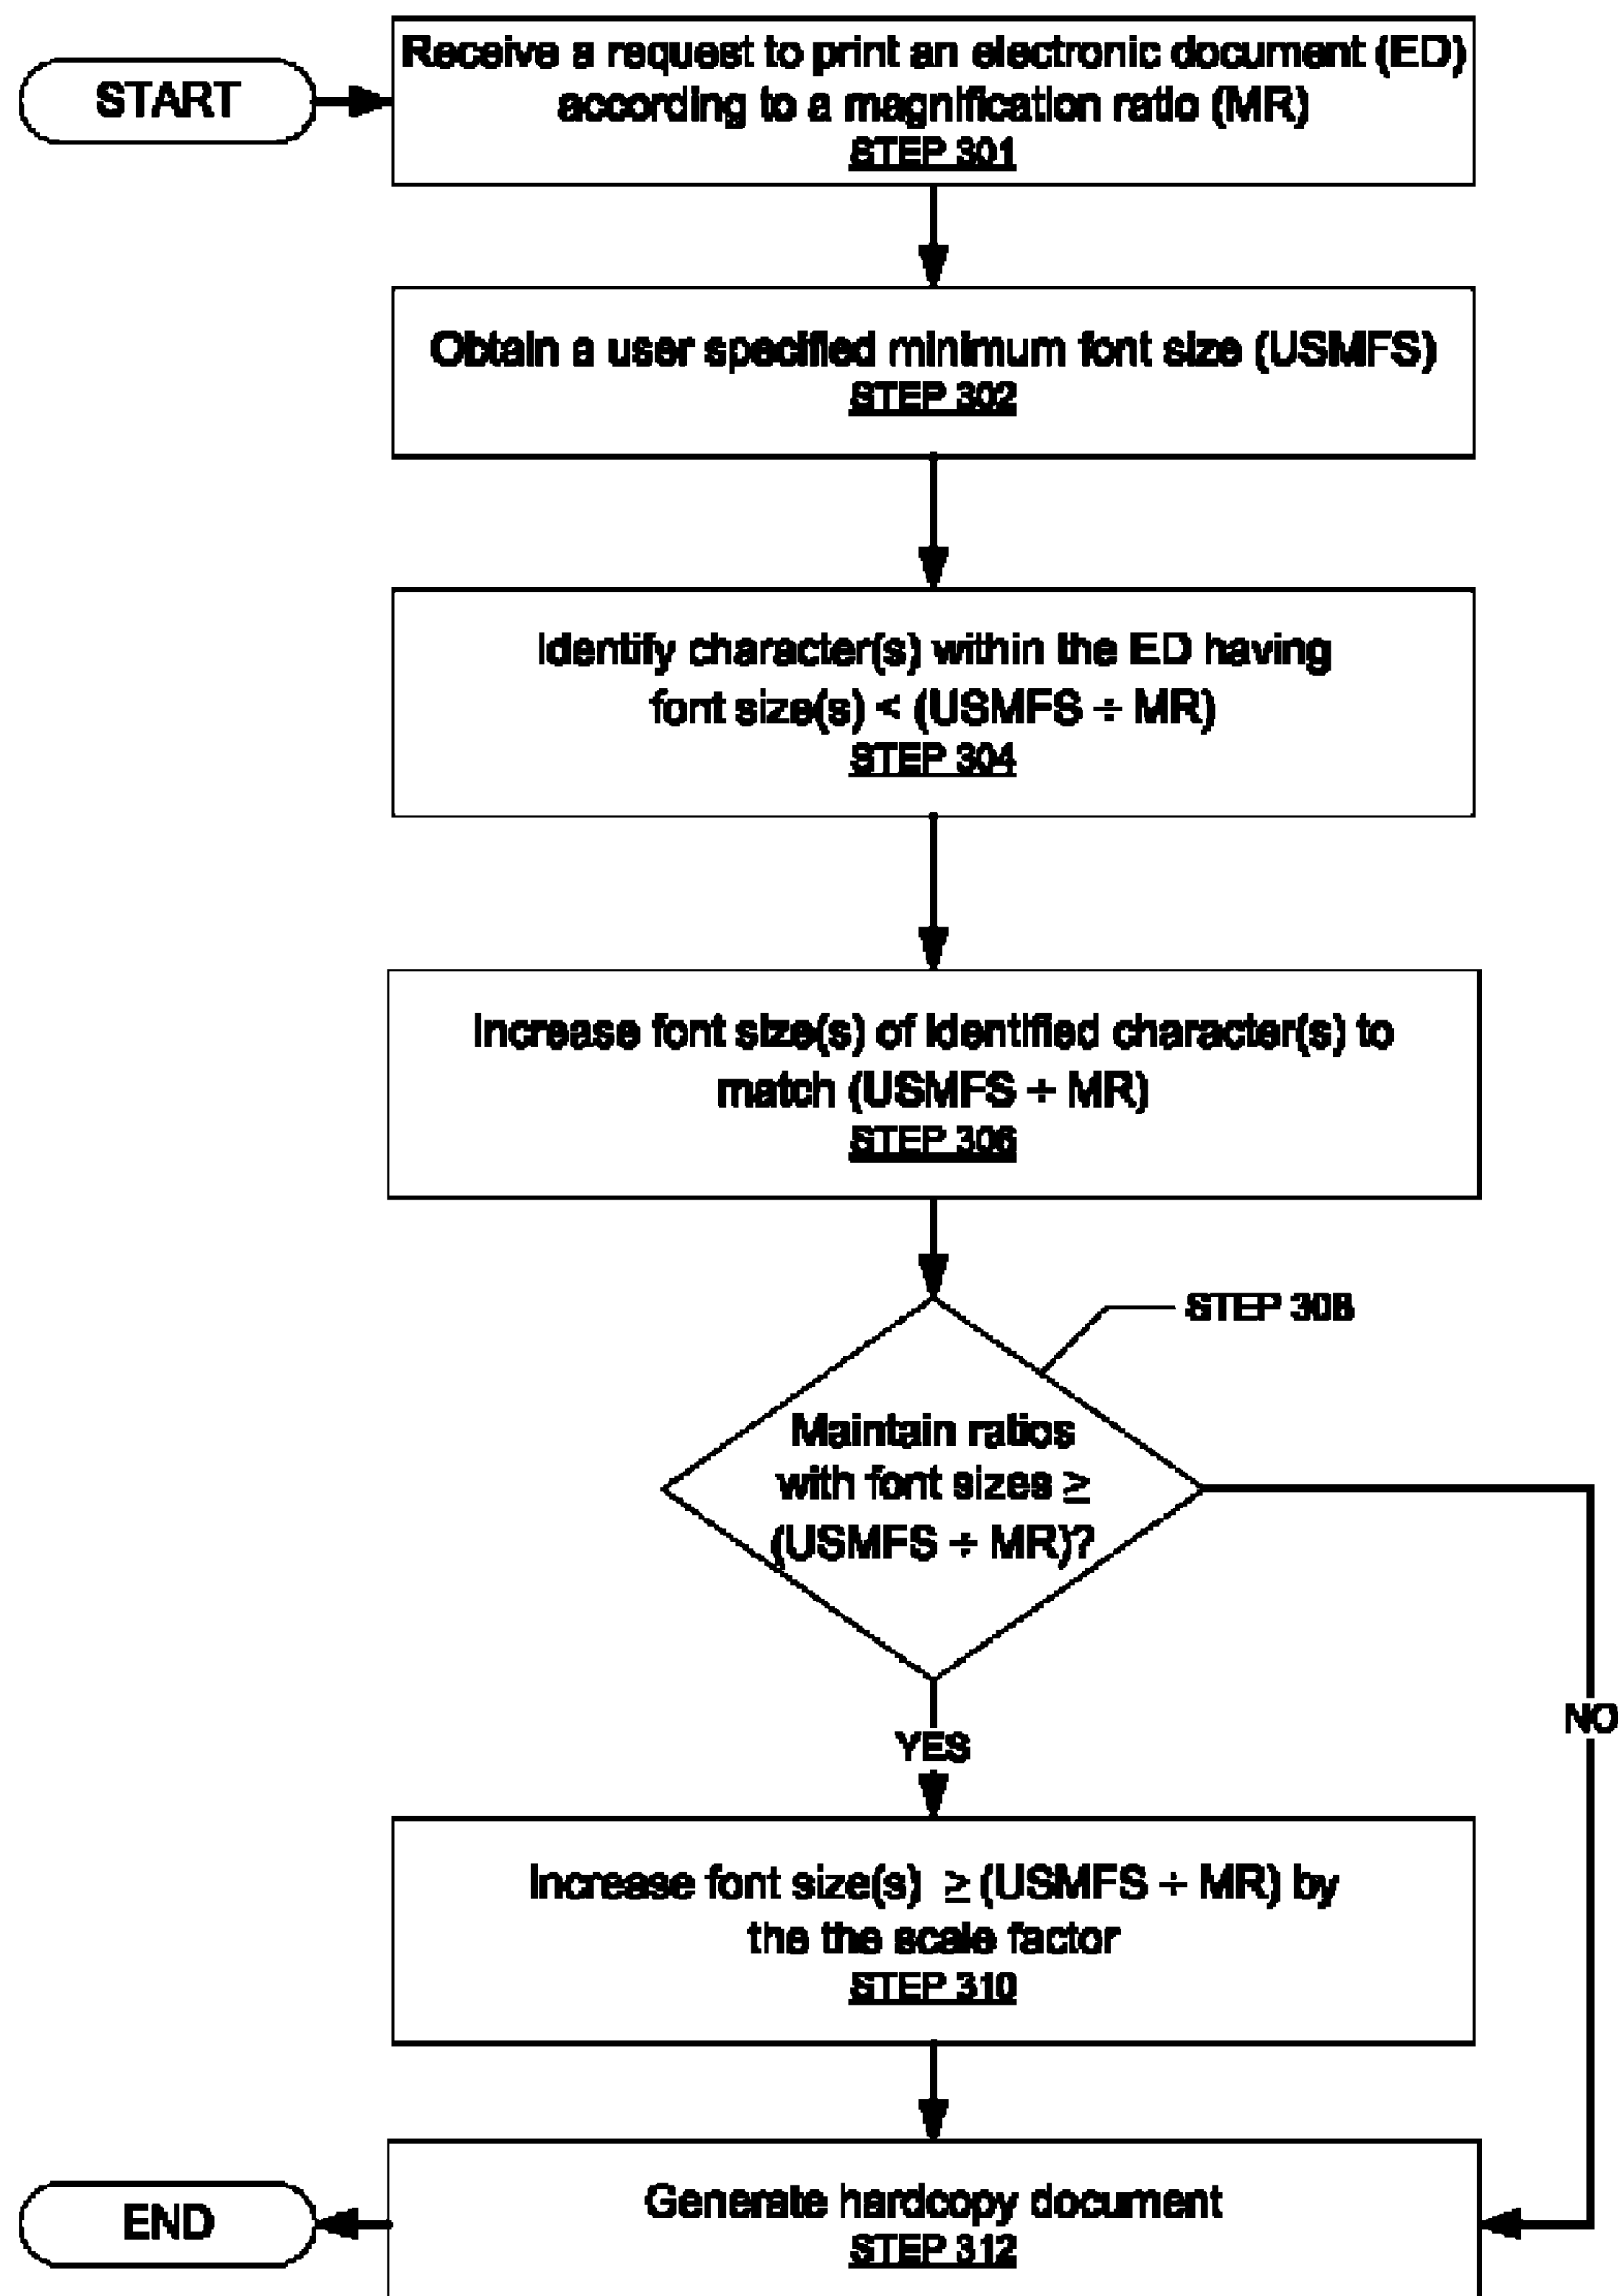 START
Receive a request to print an electronic document (ED)
according to a magnification ratio (MR)
STEP 301
Obtain a user specified minimum font size (USMFS)
STEP 302
Identify character(s) within the ED having
font size(s) < (USMFS ÷ MR)
STEP 304
Increase font size(s) of identified character(s) to
match (USMFS ÷ MR)
STEP 306
STEP 308
Maintain ratios
with font sizes ≥
(USMFS ÷ MR)?
NO
YES
Increase font size(s) ≥ (USMFS ÷ MR) by
the the scale factor
STEP 310
Generate hardcopy document
STEP 312
END